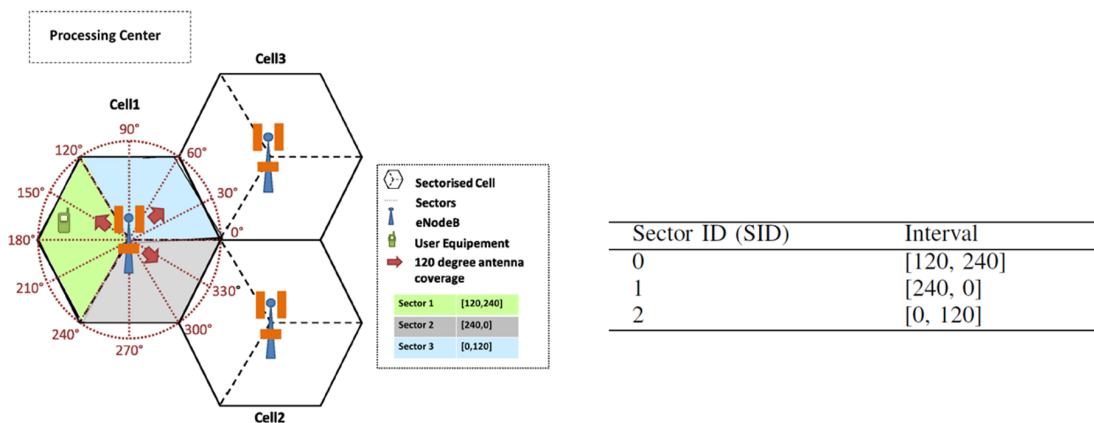 Processing Center
Cell3
Cell1
90°
120°
60°
150°
30°
180°
0°
210°
330°
240°
300°
270°
Cell2
Sectorised Cell
Sectors
eNodeB
User Equipement
120 degree antenna
coverage
Sector 1 [120,240]
Sector 2 [240,0]
Sector 3 [0,120]
Sector ID (SID) Interval
0 [120, 240]
1 [240, 0]
2 [0, 120]